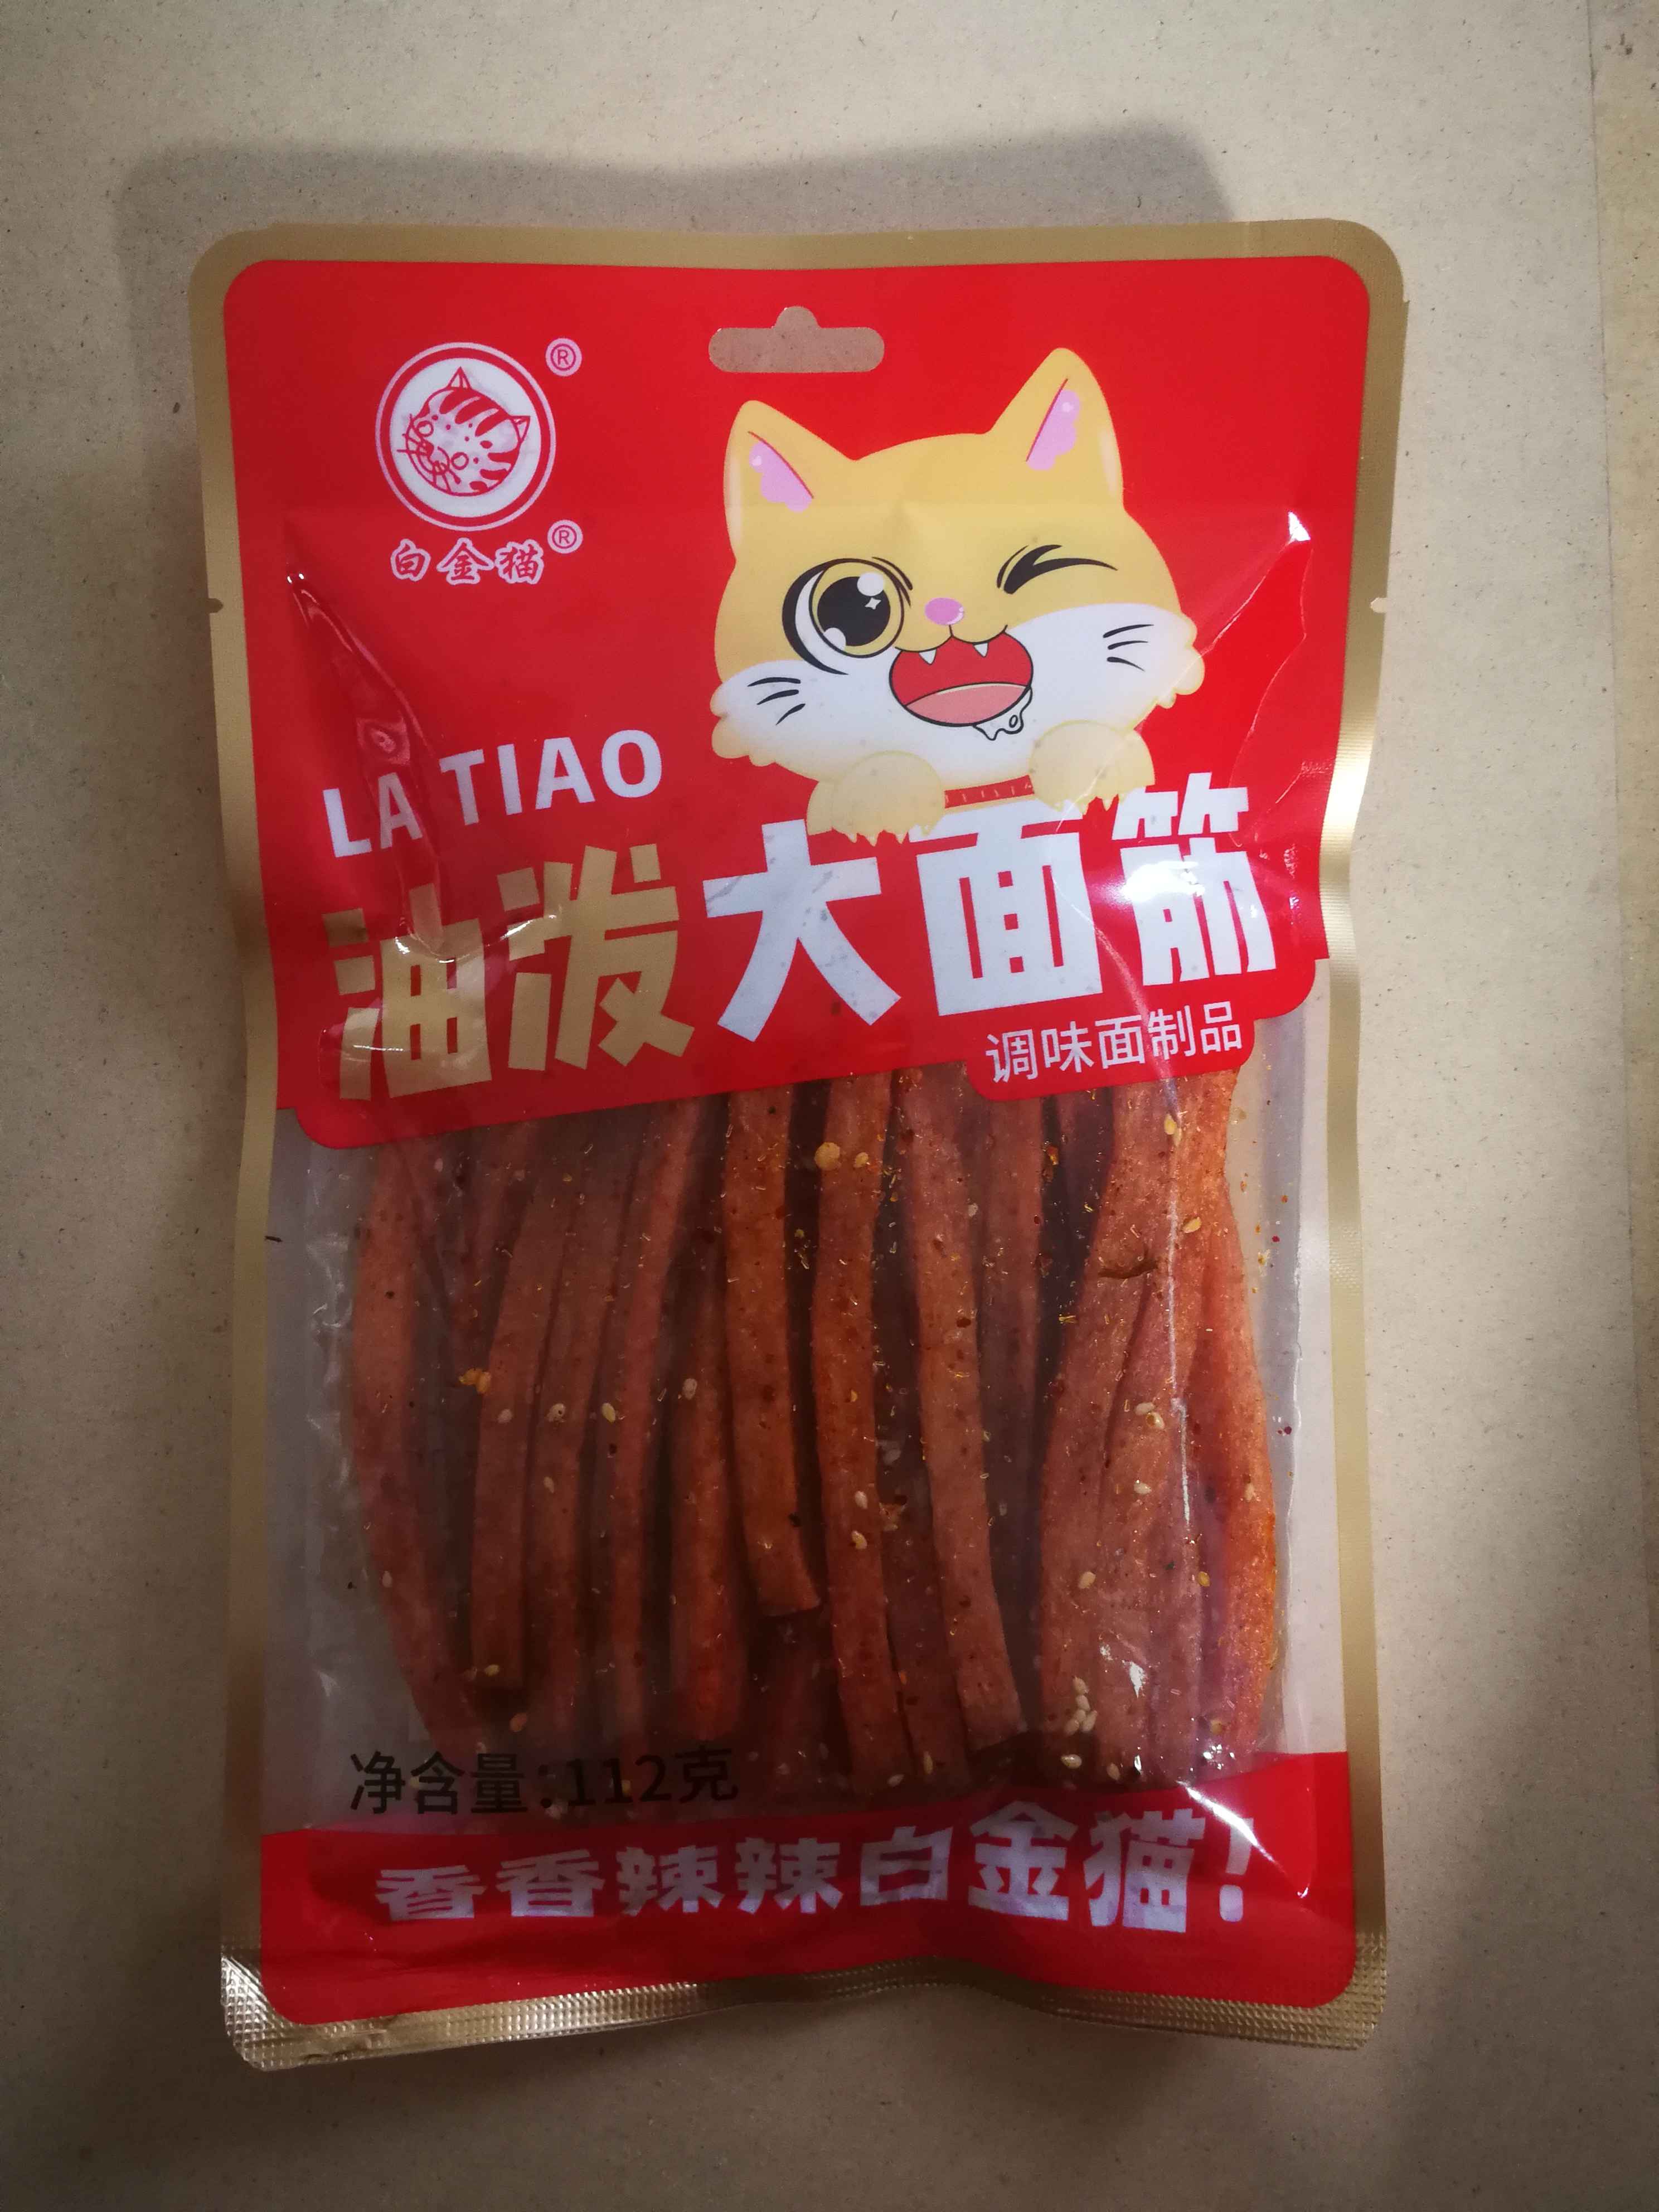 ®
白金猫®
LA TIAO
油泼大面筋
调味面制品
净含量:112克
香香辣辣白金猫!